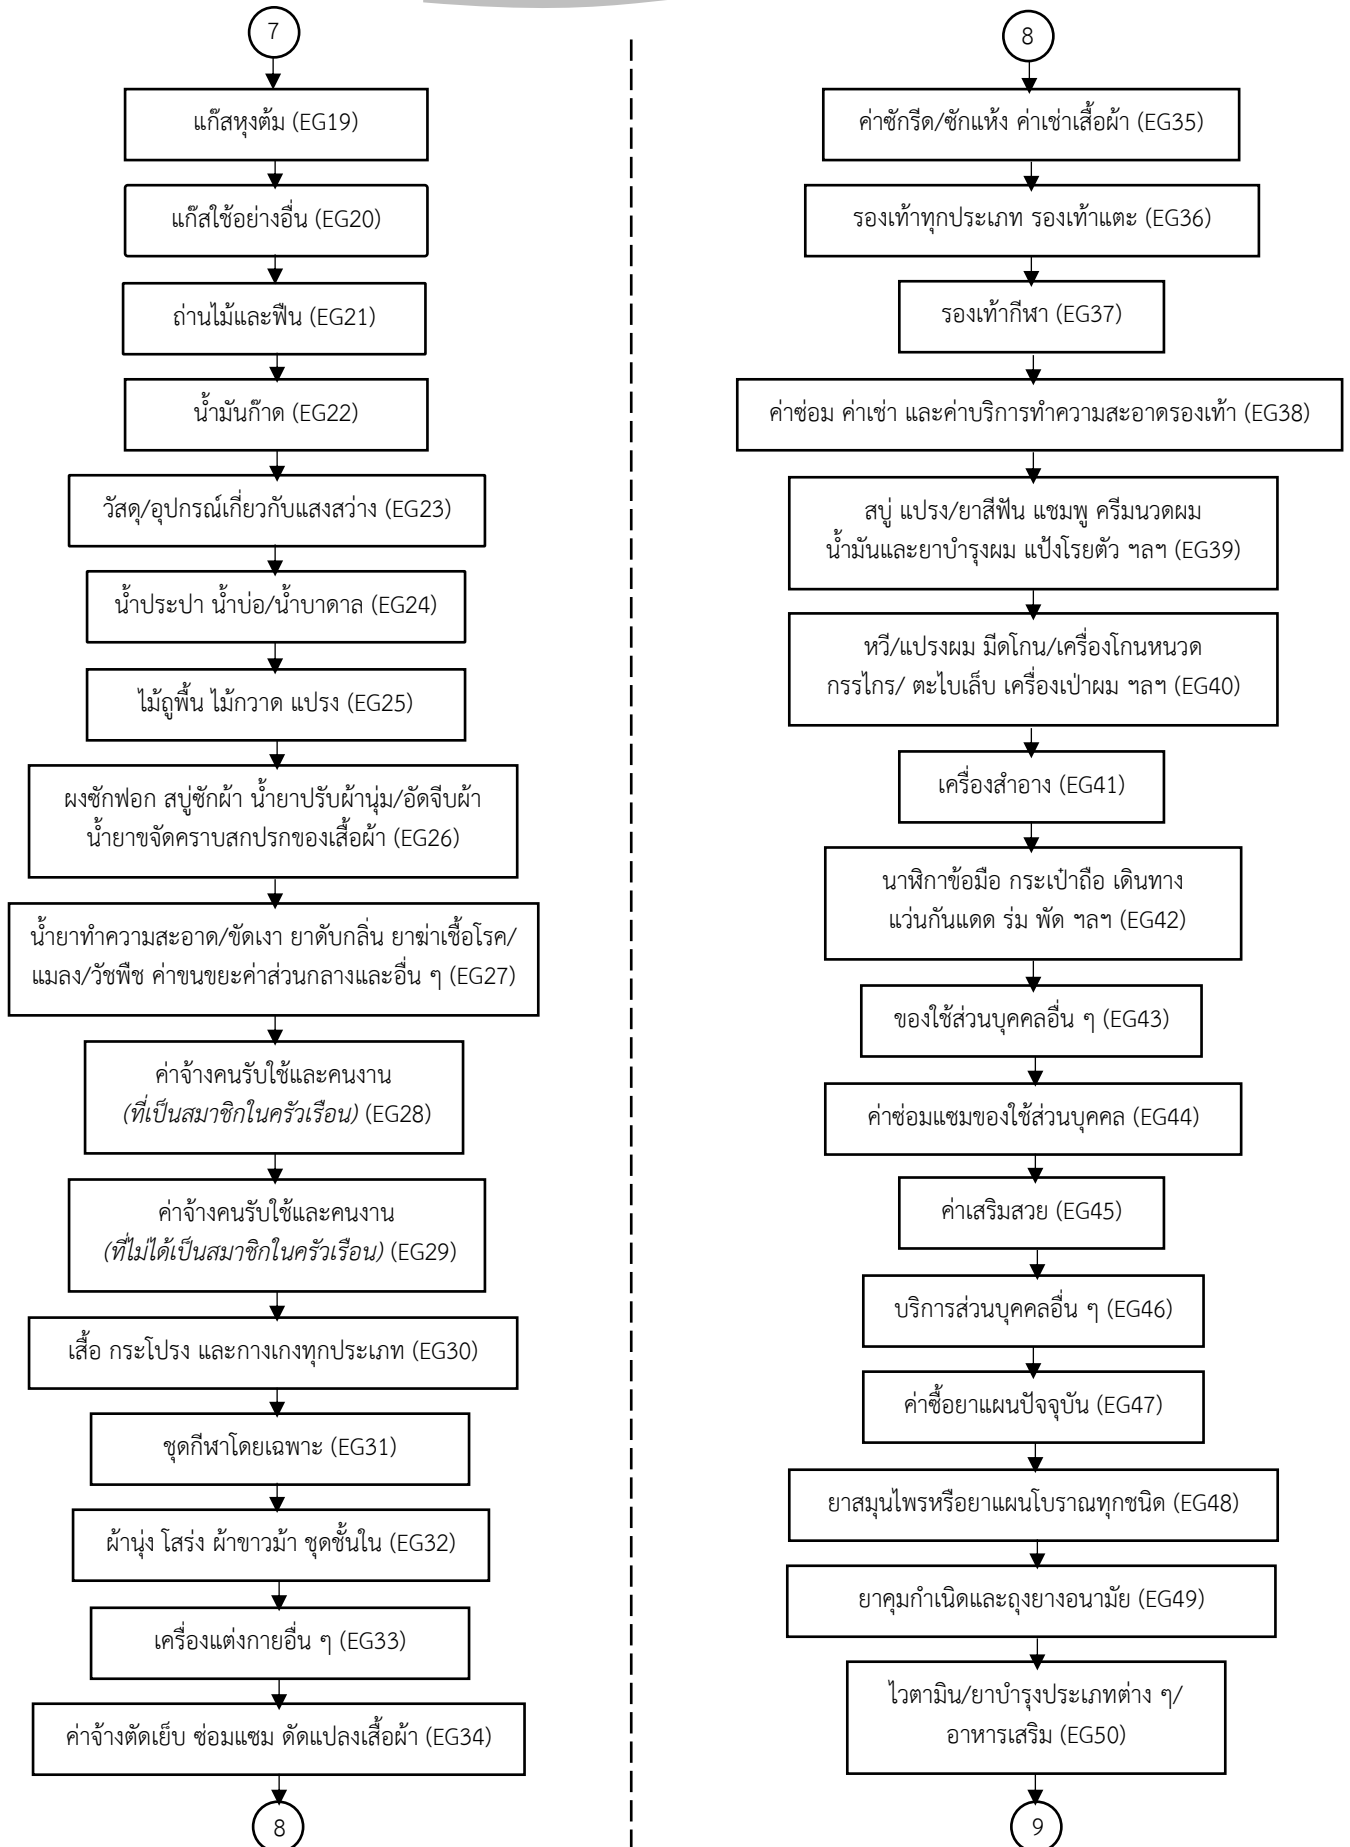 7
แก๊สหุงต้ม (EG19)
แก๊สใช้อย่างอื่น (EG20)
ถ่านไม้และฟืน (EG21)
น้ำมันก๊าด (EG22)
วัสดุ/อุปกรณ์เกี่ยวกับแสงสว่าง (EG23)
น้ำประปา น้ำบ่อ/น้ำบาดาล (EG24)
ไม้ถูพื้น ไม้กวาด แปรง (EG25)
ผงซักฟอก สบู่ซักผ้า น้ำยาปรับผ้านุ่ม/อัดจีบผ้า
น้ำยาขจัดคราบสกปรกของเสื้อผ้า (EG26)
น้ำยาทำความสะอาด/ขัดเงา ยาดับกลิ่น ยาฆ่าเชื้อโรค/
แมลง/วัชพืช ค่าขนขยะค่าส่วนกลางและอื่น ๆ (EG27)
ค่าจ้างคนรับใช้และคนงาน
(ที่เป็นสมาชิกในครัวเรือน) (EG28)
ค่าจ้างคนรับใช้และคนงาน
(ที่ไม่ได้เป็นสมาชิกในครัวเรือน) (EG29)
เสื้อ กระโปรง และกางเกงทุกประเภท (EG30)
ชุดกีฬาโดยเฉพาะ (EG31)
ผ้านุ่ง โสร่ง ผ้าขาวม้า ชุดชั้นใน (EG32)
เครื่องแต่งกายอื่น ๆ (EG33)
ค่าจ้างตัดเย็บ ซ่อมแซม ดัดแปลงเสื้อผ้า (EG34)
8
8
ค่าซักรีด/ซักแห้ง ค่าเช่าเสื้อผ้า (EG35)
รองเท้าทุกประเภท รองเท้าแตะ (EG36)
รองเท้ากีฬา (EG37)
ค่าซ่อม ค่าเช่า และค่าบริการทำความสะอาดรองเท้า (EG38)
สบู่ แปรง/ยาสีฟัน แชมพู ครีมนวดผม
น้ำมันและยาบำรุงผม แป้งโรยตัว ฯลฯ (EG39)
หวี/แปรงผม มีดโกน/เครื่องโกนหนวด
กรรไกร/ ตะไบเล็บ เครื่องเป่าผม ฯลฯ (EG40)
เครื่องสำอาง (EG41)
นาฬิกาข้อมือ กระเป๋าถือ เดินทาง
แว่นกันแดด ร่ม พัด ฯลฯ (EG42)
ของใช้ส่วนบุคคลอื่น ๆ (EG43)
ค่าซ่อมแซมของใช้ส่วนบุคคล (EG44)
ค่าเสริมสวย (EG45)
บริการส่วนบุคคลอื่น ๆ (EG46)
ค่าซื้อยาแผนปัจจุบัน (EG47)
ยาสมุนไพรหรือยาแผนโบราณทุกชนิด (EG48)
ยาคุมกำเนิดและถุงยางอนามัย (EG49)
ไวตามิน/ยาบำรุงประเภทต่าง ๆ/
อาหารเสริม (EG50)
9